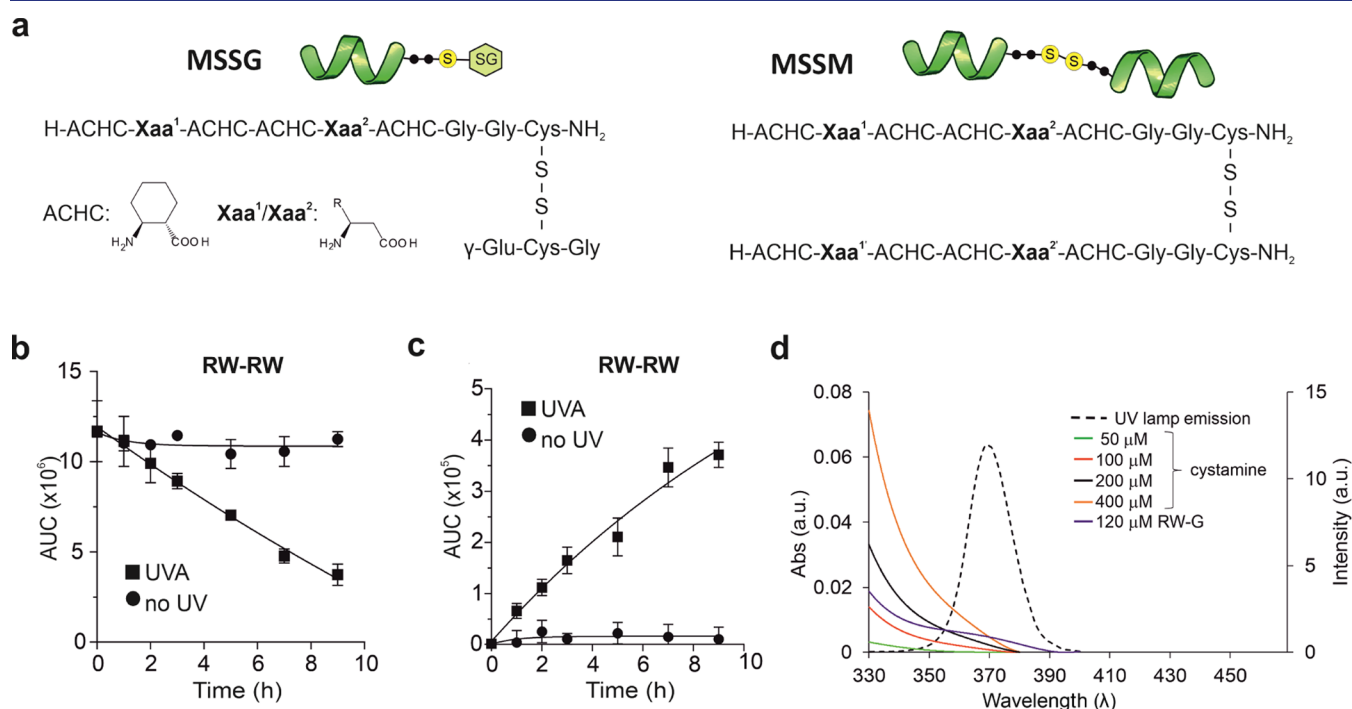 a
MSSG
S
SG
H-ACHC-Xaa¹-ACHC-ACHC-Xaa²-ACHC-Gly-Gly-Cys-NH₂
S
S
γ-Glu-Cys-Gly
ACHC:
H₂N
COOH
Xaa¹/Xaa²:
R
H₂N
COOH
MSSM
S
S
H-ACHC-Xaa¹-ACHC-ACHC-Xaa²-ACHC-Gly-Gly-Cys-NH₂
S
S
H-ACHC-Xaa¹'-ACHC-ACHC-Xaa²'-ACHC-Gly-Gly-Cys-NH₂
b
RW-RW
AUC (x10⁶)
15
10
5
0
UVA
no UV
0 2 4 6 8 10
Time (h)
c
RW-RW
AUC (x10⁵)
5
4
3
2
1
0
UVA
no UV
0 2 4 6 8 10
Time (h)
d
Abs (a.u.)
0.08
0.06
0.04
0.02
0
UV lamp emission
50 µM
100 µM
200 µM
400 µM
cystamine
120 µM RW-G
15
10
5
0
Intensity (a.u.)
330 350 370 390 410 430 450
Wavelength (λ)